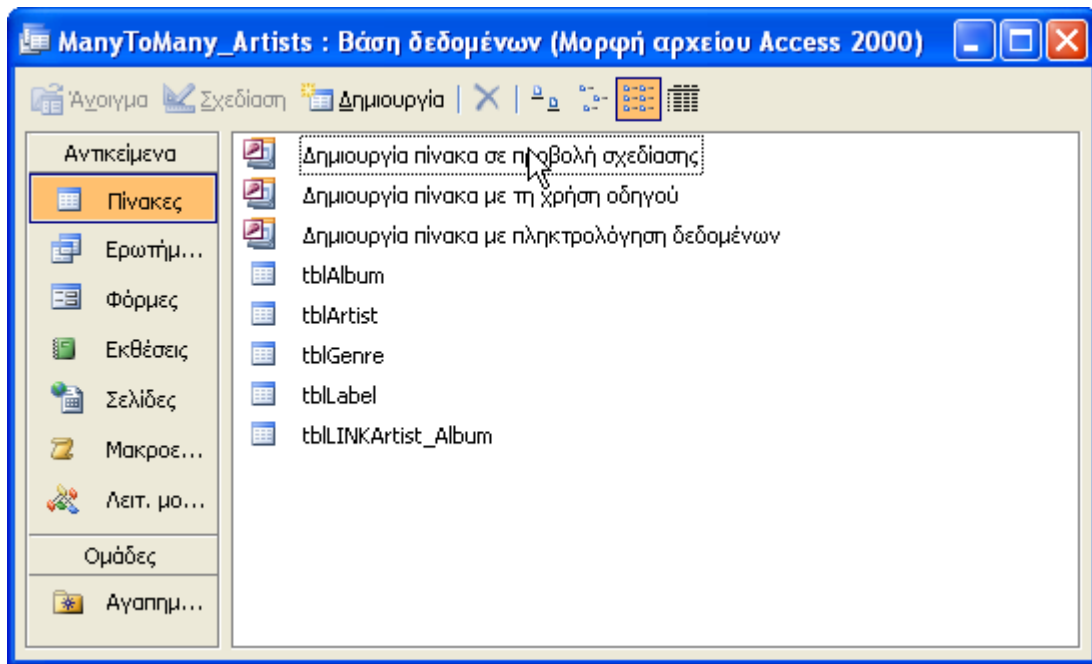 ManyToMany_Artists : Βάση δεδομένων (Μορφή αρχείου Access 2000)
Άνοιγμα Σχεδίαση Δημιουργία
Αντικείμενα
Πίνακες
Ερωτήμ...
Φόρμες
Εκθέσεις
Σελίδες
Μακροε...
Λειτ. μο...
Ομάδες
Αγαπημ...
Δημιουργία πίνακα σε προβολή σχεδίασης
Δημιουργία πίνακα με τη χρήση οδηγού
Δημιουργία πίνακα με πληκτρολόγηση δεδομένων
tblAlbum
tblArtist
tblGenre
tblLabel
tblLINKArtist_Album